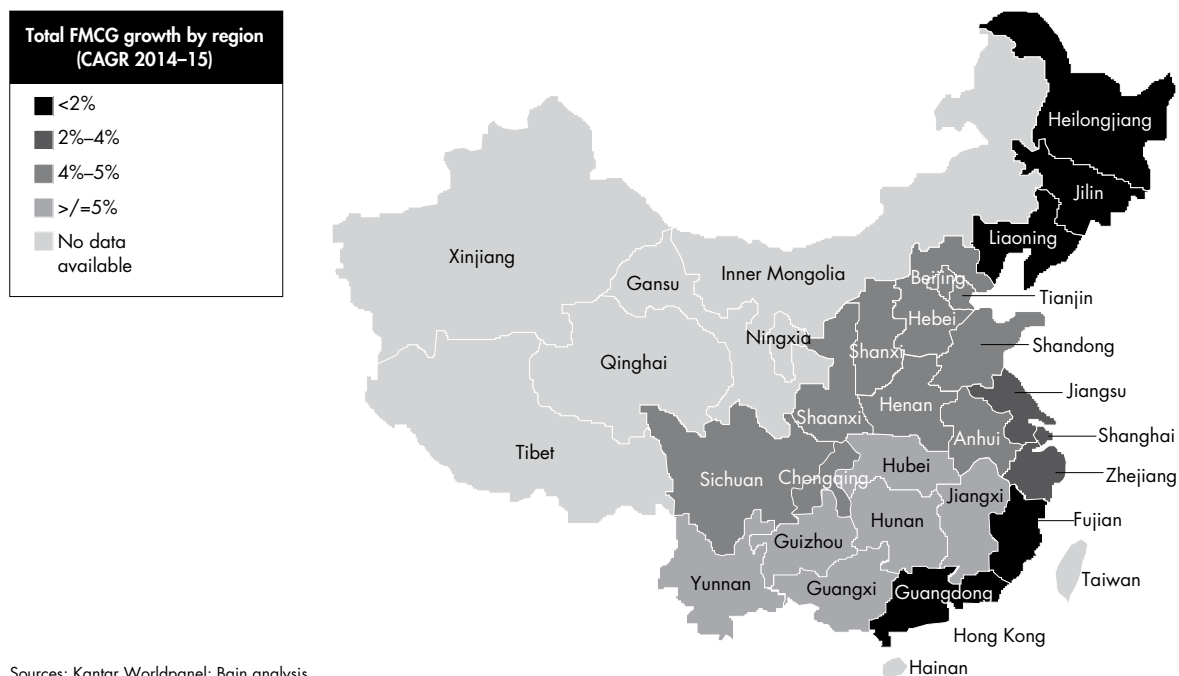 Total FMCG growth by region
(CAGR 2014–15)
<2%
2%–4%
4%–5%
>/=5%
No data
available
Heilongjiang
Jilin
Liaoning
Xinjiang
Gansu
Inner Mongolia
Beijing
Tianjin
Hebei
Ningxia
Shandong
Shanxi
Qinghai
Jiangsu
Henan
Shaanxi
Shanghai
Anhui
Tibet
Hubei
Zhejiang
Sichuan
Chongqing
Jiangxi
Fujian
Hunan
Guizhou
Taiwan
Yunnan
Guangxi
Guangdong
Hong Kong
Hainan
Sources: Kantar Worldpanel; Bain analysis